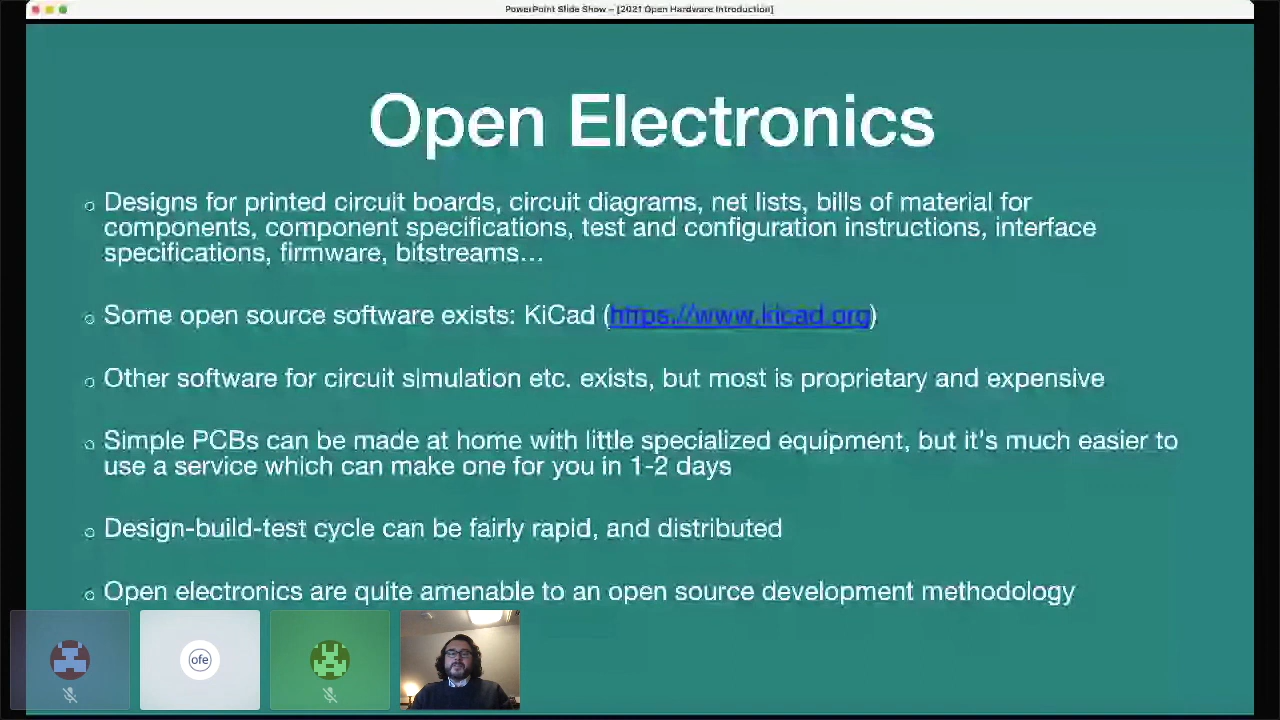 PowerPoint Slide Show – [2021 Open Hardware Introduction]
Open Electronics
Designs for printed circuit boards, circuit diagrams, net lists, bills of material for
components, component specifications, test and configuration instructions, interface
specifications, firmware, bitstreams…
Some open source software exists: KiCad (https://www.kicad.org)
Other software for circuit simulation etc. exists, but most is proprietary and expensive
Simple PCBs can be made at home with little specialized equipment, but it's much easier to
use a service which can make one for you in 1-2 days
Design-build-test cycle can be fairly rapid, and distributed
Open electronics are quite amenable to an open source development methodology
ofe